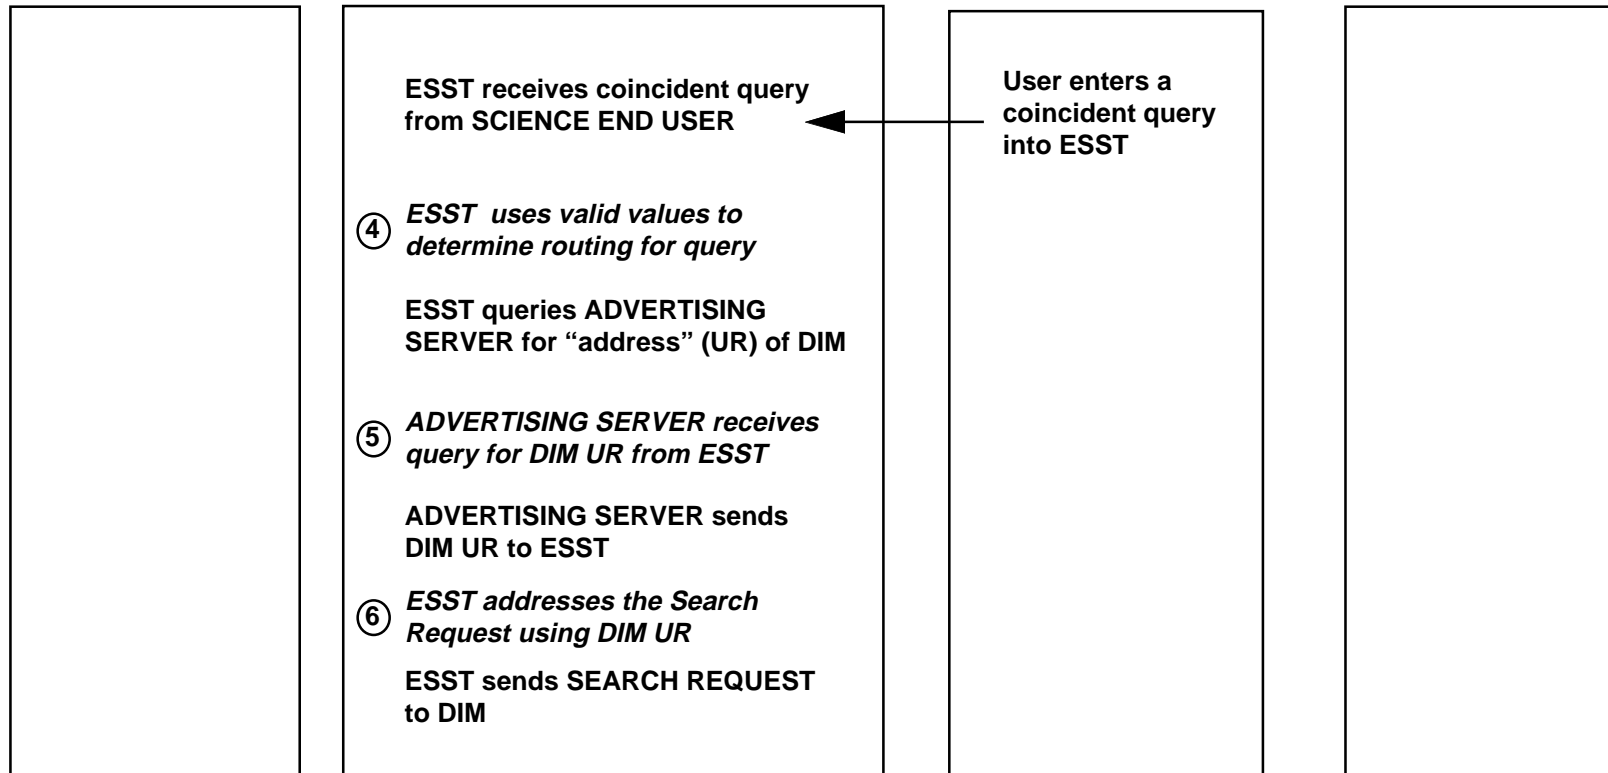 ESST receives coincident query
from SCIENCE END USER
User enters a
coincident query
into ESST
4
ESST uses valid values to
determine routing for query
ESST queries ADVERTISING
SERVER for “address” (UR) of DIM
5
ADVERTISING SERVER receives
query for DIM UR from ESST
ADVERTISING SERVER sends
DIM UR to ESST
6
ESST addresses the Search
Request using DIM UR
ESST sends SEARCH REQUEST
to DIM